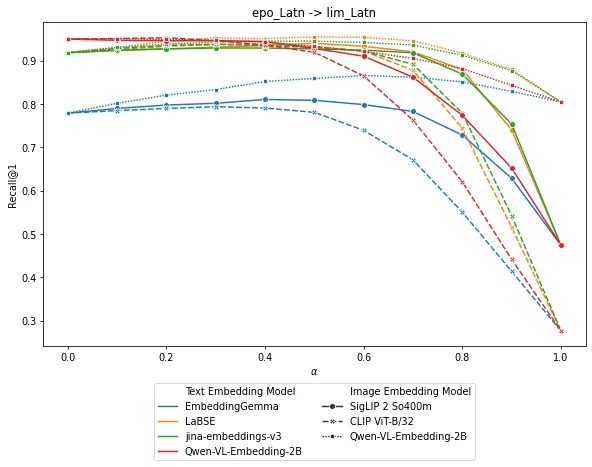 epo_Latn -> lim_Latn
Recall@1
0.9
0.8
0.7
0.6
0.5
0.4
0.3
0.0 0.2 0.4 0.6 0.8 1.0
α
Text Embedding Model Image Embedding Model
EmbeddingGemma SigLIP 2 So400m
LaBSE CLIP ViT-B/32
jina-embeddings-v3 Qwen-VL-Embedding-2B
Qwen-VL-Embedding-2B